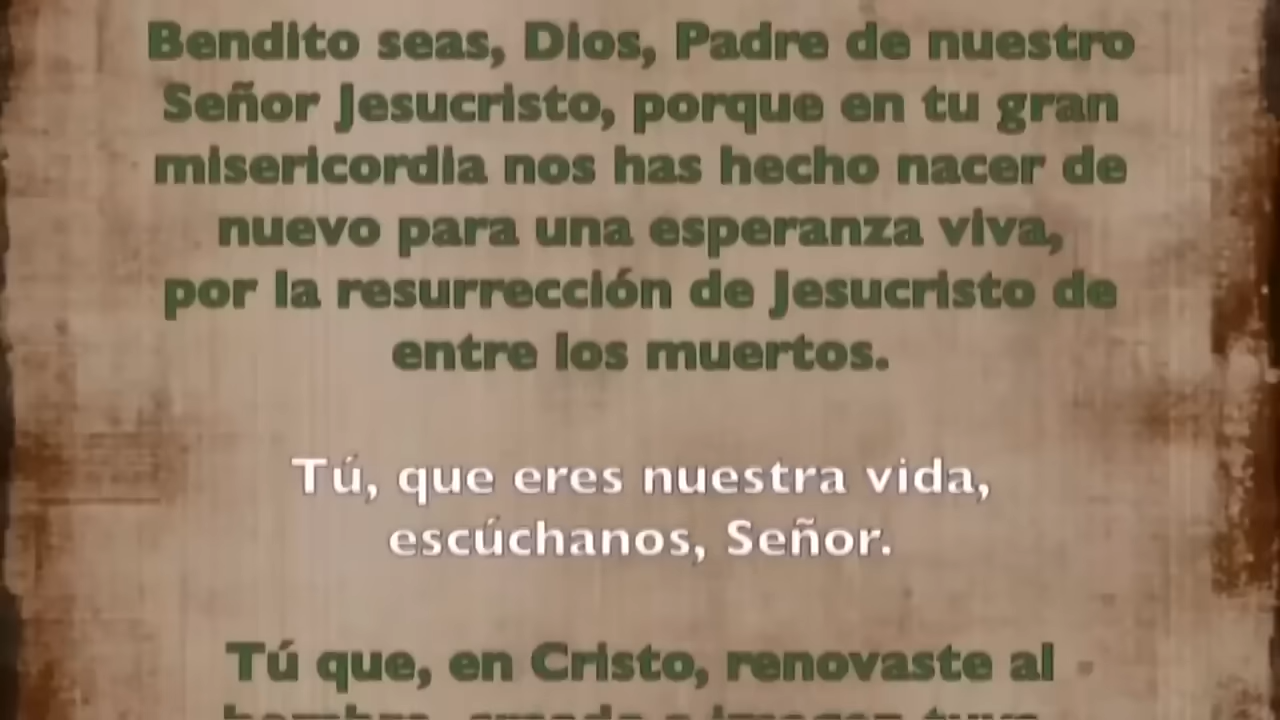 Bendito seas, Dios, Padre de nuestro
Señor Jesucristo, porque en tu gran
misericordia nos has hecho nacer de
nuevo para una esperanza viva,
por la resurrección de Jesucristo de
entre los muertos.
Tú, que eres nuestra vida,
escúchanos, Señor.
Tú que, en Cristo, renovaste al